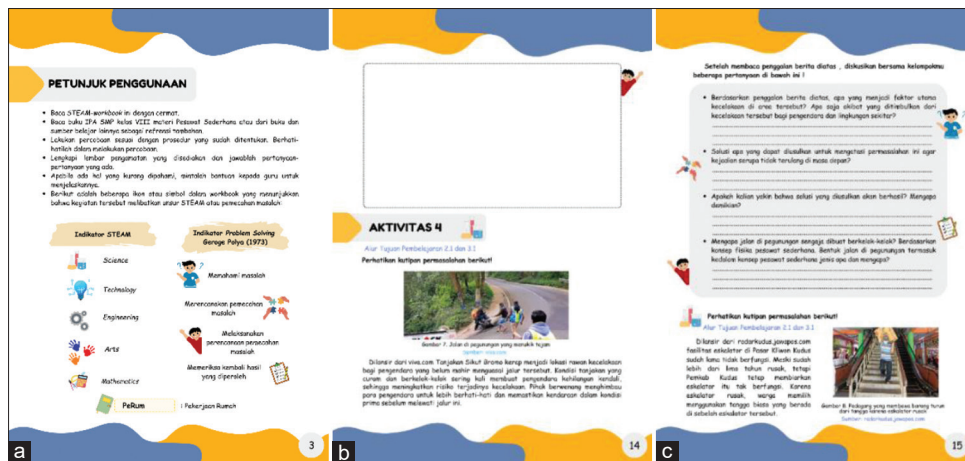 PETUNJUK PENGGUNAAN
• Baca STEAM-workbook ini dengan cermat.
• Baca buku IPA SMP kelas VIII materi Pesawat Sederhana atau dari buku dan
sumber belajar lainnya sebagai refrensi tambahan.
• Lakukan percobaan sesuai dengan prosedur yang sudah ditentukan. Berhati-
hatilah dalam melakukan percobaan.
• Lengkapi lembar pengamatan yang disediakan dan jawablah pertanyaan-
pertanyaan yang ada.
• Apabila ada hal yang kurang dipahami, mintalah bantuan kepada guru untuk
menjelaskannya.
• Berikut adalah beberapa ikon atau simbol dalam workbook yang menunjukkan
bahwa kegiatan tersebut melibatkan unsur STEAM atau pemecahan masalah:
Indikator STEAM
Science
Technology
Engineering
Arts
Mathematics
Indikator Problem Solving
George Polya (1973)
Memahami masalah
Merencanakan pemecahan
masalah
Melaksanakan
perencanaan pemecahan
masalah
Memeriksa kembali hasil
yang diperoleh
PeRum : Pekerjaan Rumah
3
a
AKTIVITAS 4
Alur Tujuan Pembelajaran 2.1 dan 3.1
Perhatikan kutipan permasalahan berikut!
Gambar 7. Jalan di pegunungan yang menukik tajam
Sumber: viva.com
Dilansir dari viva.com Tanjakan Sikut Bromo kerap menjadi lokasi rawan kecelakaan
bagi pengendara yang belum mahir menguasai jalur tersebut. Kondisi tanjakan yang
curam dan berkelok-kelok sering kali membuat pengendara kehilangan kendali,
sehingga meningkatkan risiko terjadinya kecelakaan. Pihak berwenang menghimbau
para pengendara untuk lebih berhati-hati dan memastikan kendaraan dalam kondisi
prima sebelum melewati jalur ini.
14
b
Setelah membaca penggalan berita diatas , diskusikan bersama kelompokmu
beberapa pertanyaan di bawah ini !
• Berdasarkan penggalan berita diatas, apa yang menjadi faktor utama
kecelakaan di area tersebut? Apa saja akibat yang ditimbulkan dari
kecelakaan tersebut bagi pengendara dan lingkungan sekitar?
• Solusi apa yang dapat diusulkan untuk mengatasi permasalahan ini agar
kejadian serupa tidak terulang di masa depan?
• Apakah kalian yakin bahwa solusi yang diusulkan akan berhasil? Mengapa
demikian?
• Mengapa jalan di pegunungan sengaja dibuat berkelok-kelok? Berdasarkan
konsep fisika pesawat sederhana. Bentuk jalan di pegunungan termasuk
kedalam konsep pesawat sederhana jenis apa dan mengapa?
Perhatikan kutipan permasalahan berikut!
Alur Tujuan Pembelajaran 2.1 dan 3.1
Dilansir dari radarkudus.jawapos.com
fasilitas eskalator di Pasar Kliwon Kudus
sudah lama tidak berfungsi. Meski sudah
lebih dari lima tahun rusak, tetapi
Pemkab Kudus tetap membiarkan
eskalator itu tak berfungsi. Karena
eskalator rusak, warga memilih
menggunakan tangga biasa yang berada
di sebelah eskalator tersebut.
Gambar 8. Pedagang yang membawa barang turun
dari tangga karena eskalator rusak
Sumber: radarkudus.jawapos.com
15
c